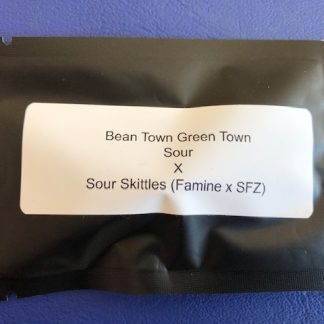 Bean Town Green Town
Sour
X
Sour Skittles (Famine x SFZ)